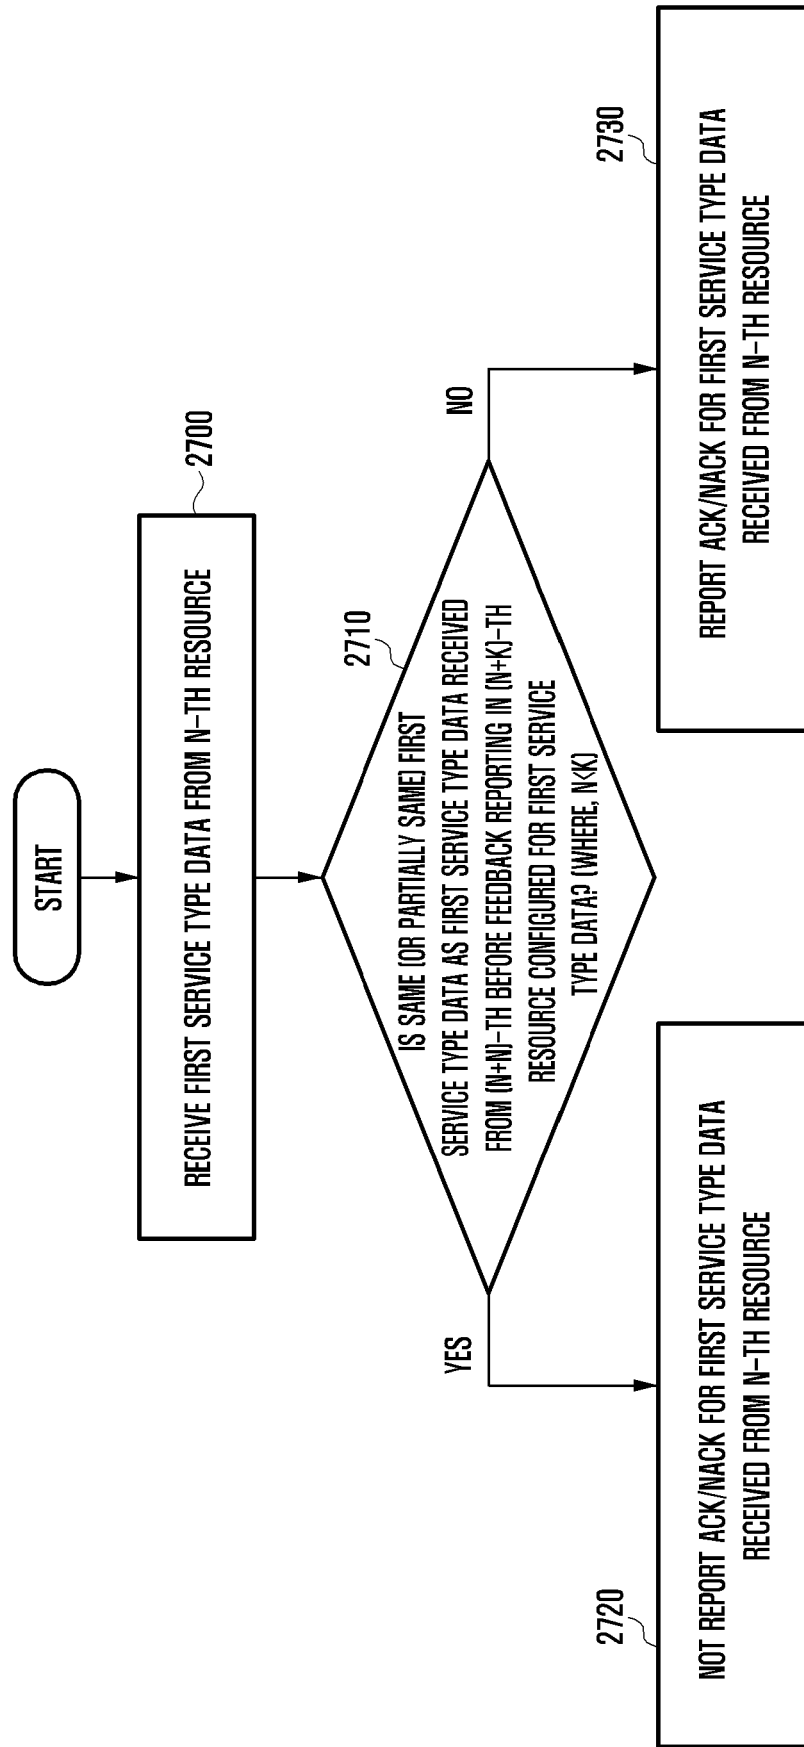 START
RECEIVE FIRST SERVICE TYPE DATA FROM N-TH RESOURCE
2700
IS SAME (OR PARTIALLY SAME) FIRST
SERVICE TYPE DATA AS FIRST SERVICE TYPE DATA RECEIVED
FROM (N+N)-TH BEFORE FEEDBACK REPORTING IN (N+K)-TH
RESOURCE CONFIGURED FOR FIRST SERVICE
TYPE DATA? (WHERE, N<K)
2710
YES
NO
2720
NOT REPORT ACK/NACK FOR FIRST SERVICE TYPE DATA
RECEIVED FROM N-TH RESOURCE
2730
REPORT ACK/NACK FOR FIRST SERVICE TYPE DATA
RECEIVED FROM N-TH RESOURCE